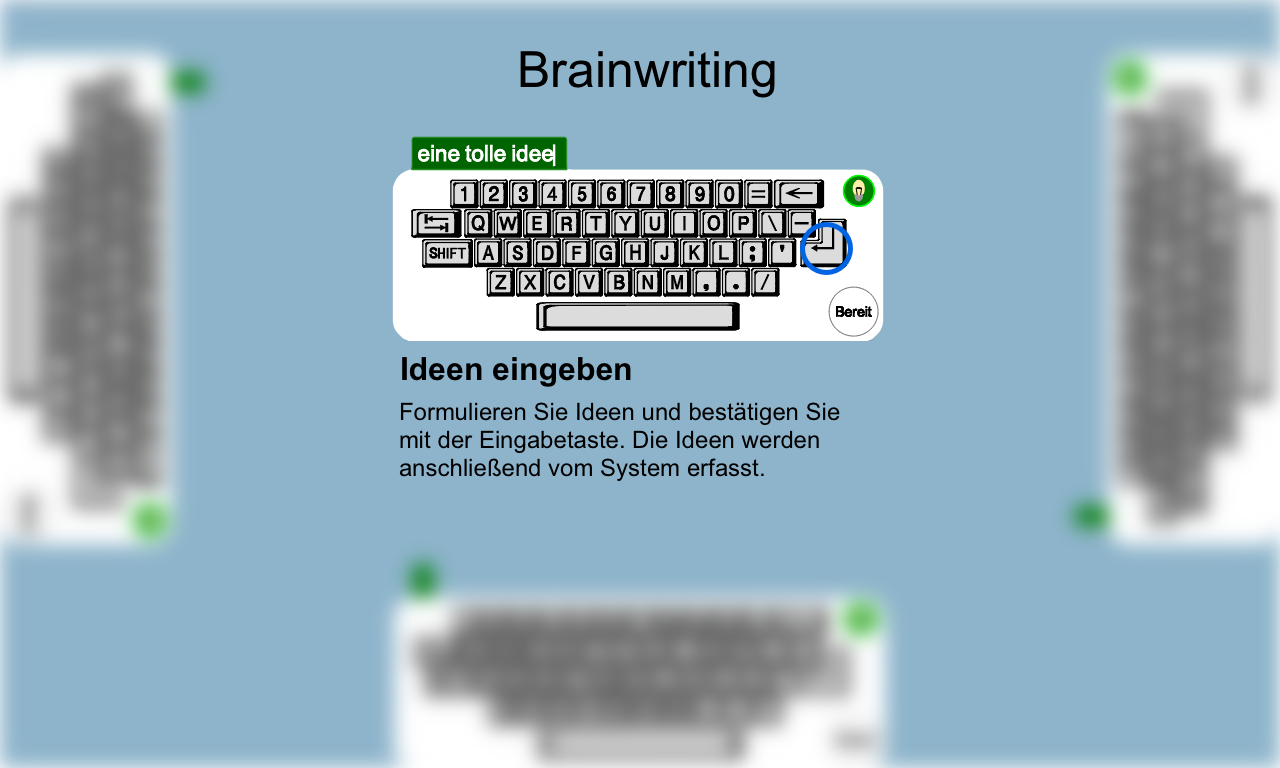 Brainwriting
eine tolle idee
1 2 3 4 5 6 7 8 9 0 =
Q W E R T Y U I O P \ -
SHIFT A S D F G H J K L ; '
Z X C V B N M , . /
Bereit
Ideen eingeben
Formulieren Sie Ideen und bestätigen Sie
mit der Eingabetaste. Die Ideen werden
anschließend vom System erfasst.